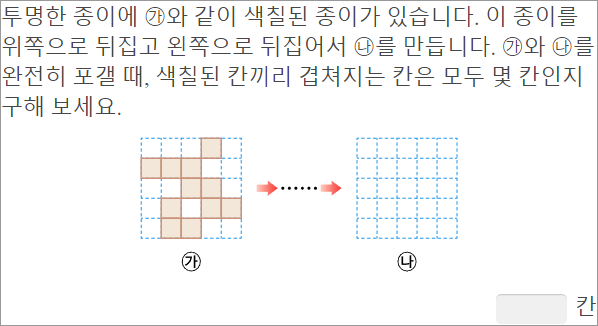 투명한 종이에 ㉮와 같이 색칠된 종이가 있습니다. 이 종이를
위쪽으로 뒤집고 왼쪽으로 뒤집어서 ㉯를 만듭니다. ㉮와 ㉯를
완전히 포갤 때, 색칠된 칸끼리 겹쳐지는 칸은 모두 몇 칸인지
구해 보세요.
······
㉮ ㉯
칸